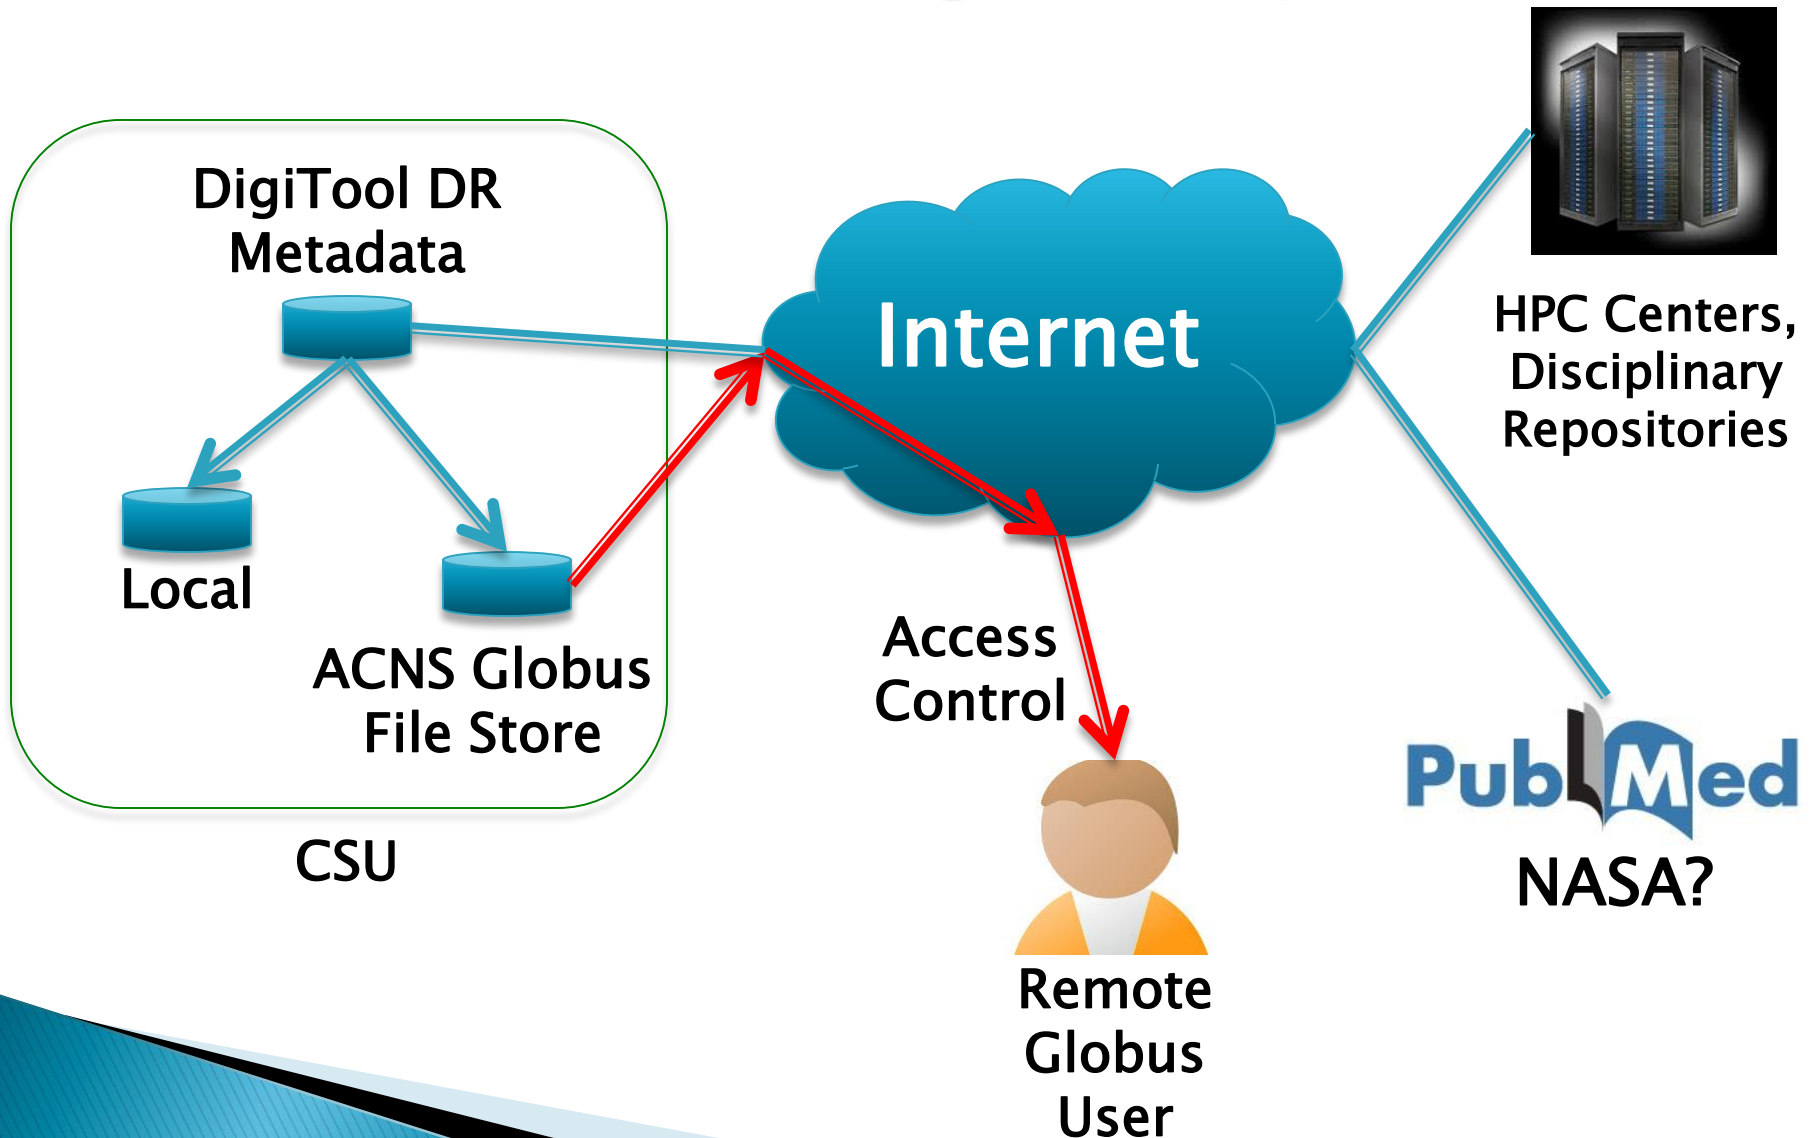 DigiTool DR
Metadata
Local
ACNS Globus
File Store
CSU
Internet
Access
Control
Remote
Globus
User
HPC Centers,
Disciplinary
Repositories
PubMed
NASA?